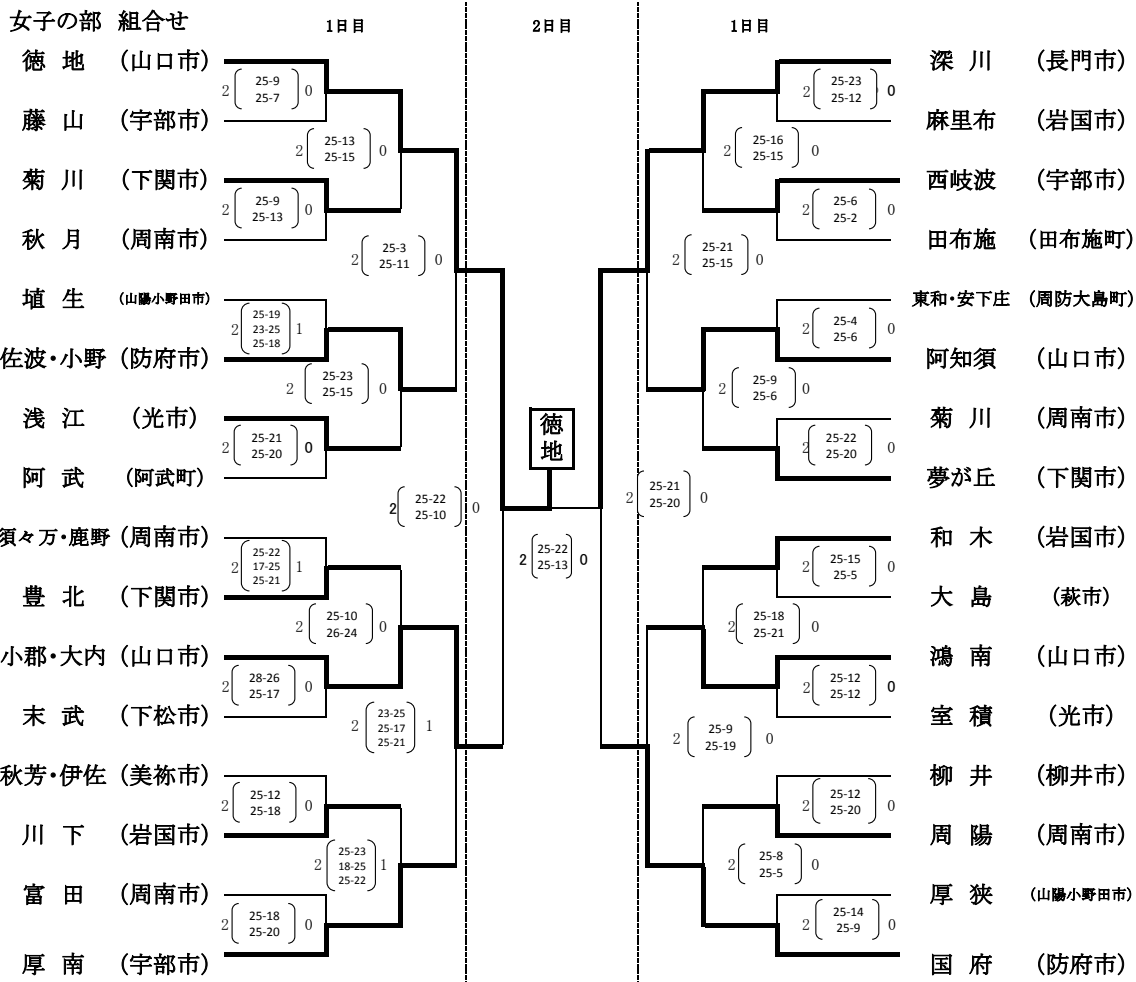 女子の部 組合せ
1日目
2日目
1日目
徳 地 (山口市)
2 25-9 0
25-7
藤 山 (宇部市)
2 25-13 0
25-15
菊 川 (下関市)
2 25-9 0
25-13
秋 月 (周南市)
2 25-3 0
25-11
埴 生 (山陽小野田市)
25-19
2 23-25 1
25-18
佐波・小野 (防府市)
2 25-23 0
25-15
浅 江 (光市)
2 25-21 0
25-20
阿 武 (阿武町)
2 25-22 0
25-10
須々万・鹿野 (周南市)
25-22
2 17-25 1
25-21
豊 北 (下関市)
2 25-10 0
26-24
小郡・大内 (山口市)
2 28-26 0
25-17
末 武 (下松市)
23-25
2 25-17 1
25-21
秋芳・伊佐 (美祢市)
2 25-12 0
25-18
川 下 (岩国市)
25-23
2 18-25 1
25-22
富 田 (周南市)
2 25-18 0
25-20
厚 南 (宇部市)
徳地
2 25-22 0
25-13
深 川 (長門市)
2 25-23 0
25-12
麻里布 (岩国市)
2 25-16 0
25-15
西岐波 (宇部市)
2 25-6 0
25-2
田布施 (田布施町)
2 25-21 0
25-15
東和・安下庄 (周防大島町)
2 25-4 0
25-6
阿知須 (山口市)
2 25-9 0
25-6
菊 川 (周南市)
2 25-22 0
25-20
夢が丘 (下関市)
2 25-21 0
25-20
和 木 (岩国市)
2 25-15 0
25-5
大 島 (萩市)
2 25-18 0
25-21
鴻 南 (山口市)
2 25-12 0
25-12
室 積 (光市)
2 25-9 0
25-19
柳 井 (柳井市)
2 25-12 0
25-20
周 陽 (周南市)
2 25-8 0
25-5
厚 狭 (山陽小野田市)
2 25-14 0
25-9
国 府 (防府市)